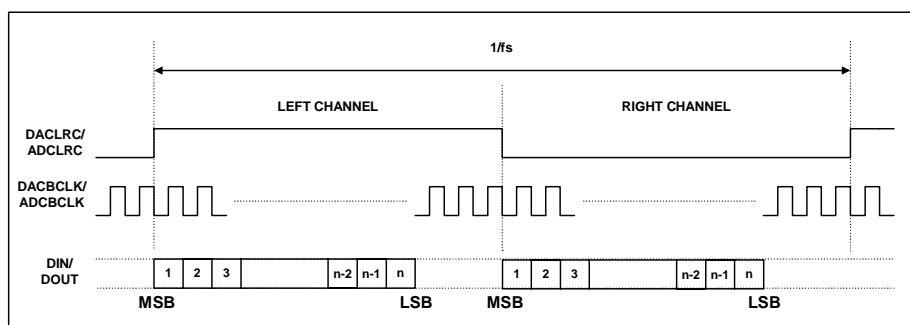 1/fs
LEFT CHANNEL RIGHT CHANNEL
DACLRC/
ADCLRC
DACBCLK/
ADCBCLK
DIN/
DOUT
1 2 3 n-2 n-1 n 1 2 3 n-2 n-1 n
MSB LSB MSB LSB